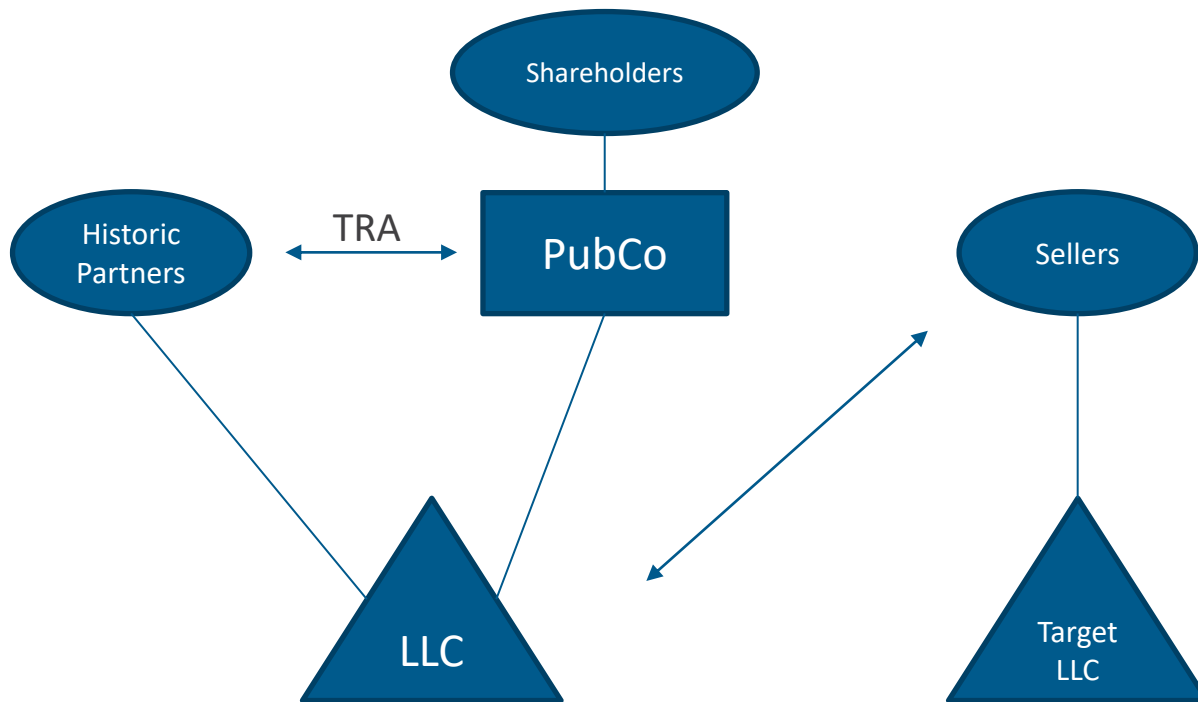 Shareholders
Historic
Partners
TRA
PubCo
Sellers
LLC
Target
LLC